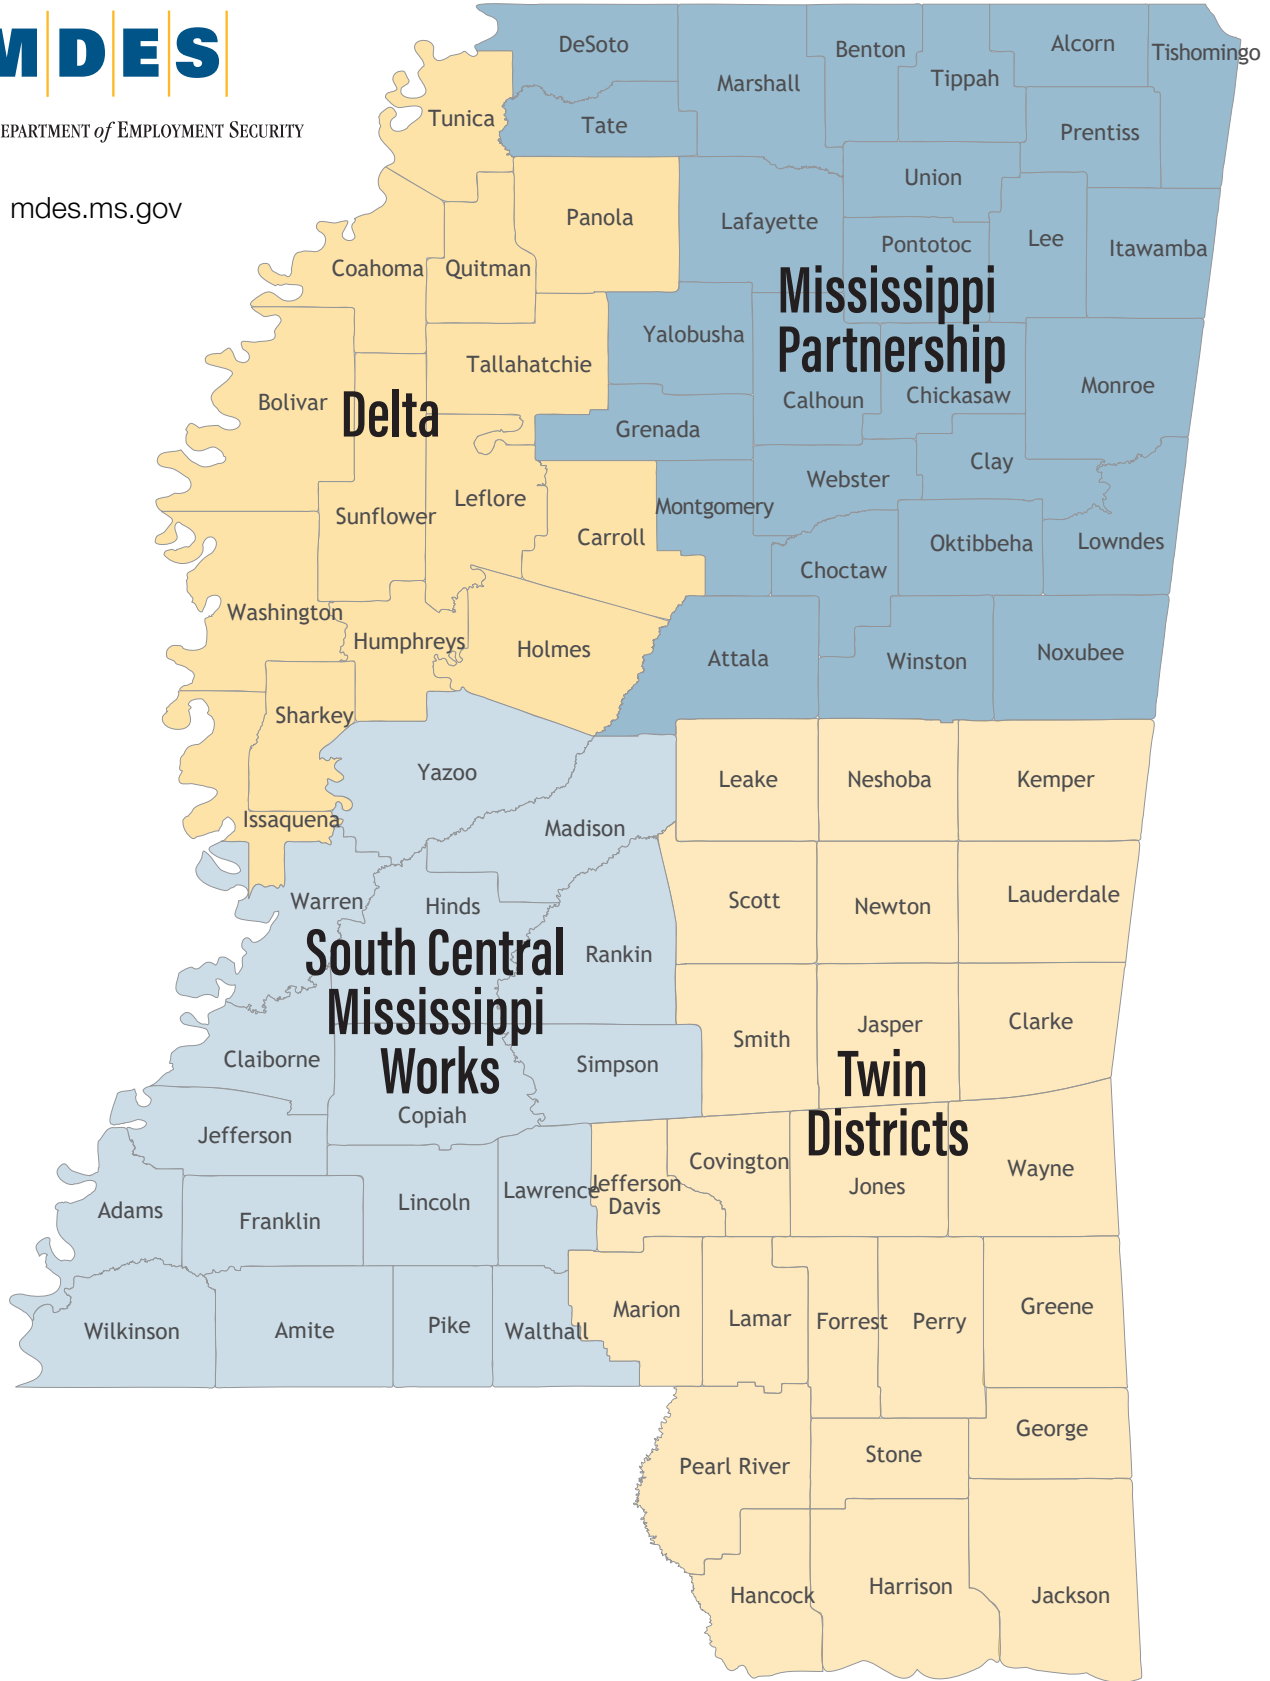 MDES
EPARTMENT of EMPLOYMENT SECURITY
mdes.ms.gov
DeSoto
Benton
Alcorn
Tishomingo
Marshall
Tippah
Tunica
Tate
Prentiss
Union
Panola
Lafayette
Pontotoc
Lee
Itawamba
Coahoma
Quitman
Mississippi
Partnership
Yalobusha
Tallahatchie
Bolivar
Delta
Calhoun
Chickasaw
Monroe
Grenada
Clay
Webster
Leflore
Montgomery
Sunflower
Carroll
Oktibbeha
Lowndes
Choctaw
Washington
Humphreys
Holmes
Attala
Winston
Noxubee
Sharkey
Yazoo
Leake
Neshoba
Kemper
Issaquena
Madison
Warren
Hinds
Scott
Newton
Lauderdale
South Central
Mississippi
Works
Rankin
Smith
Jasper
Clarke
Claiborne
Simpson
Twin
Districts
Copiah
Jefferson
Covington
Jones
Wayne
Adams
Franklin
Lincoln
Lawrence
Jefferson
Davis
Wilkinson
Amite
Pike
Walthall
Marion
Lamar
Forrest
Perry
Greene
George
Pearl River
Stone
Hancock
Harrison
Jackson